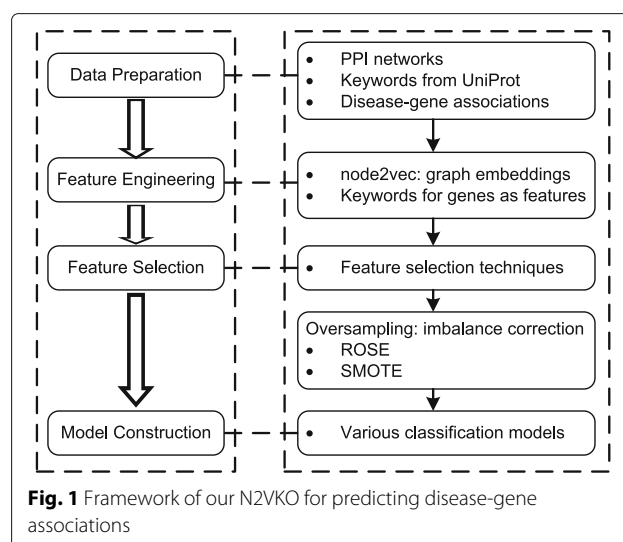 Data Preparation
• PPI networks
• Keywords from UniProt
• Disease-gene associations
Feature Engineering
• node2vec: graph embeddings
• Keywords for genes as features
Feature Selection
• Feature selection techniques
Oversampling: imbalance correction
• ROSE
• SMOTE
Model Construction
• Various classification models
Fig. 1 Framework of our N2VKO for predicting disease-gene
associations